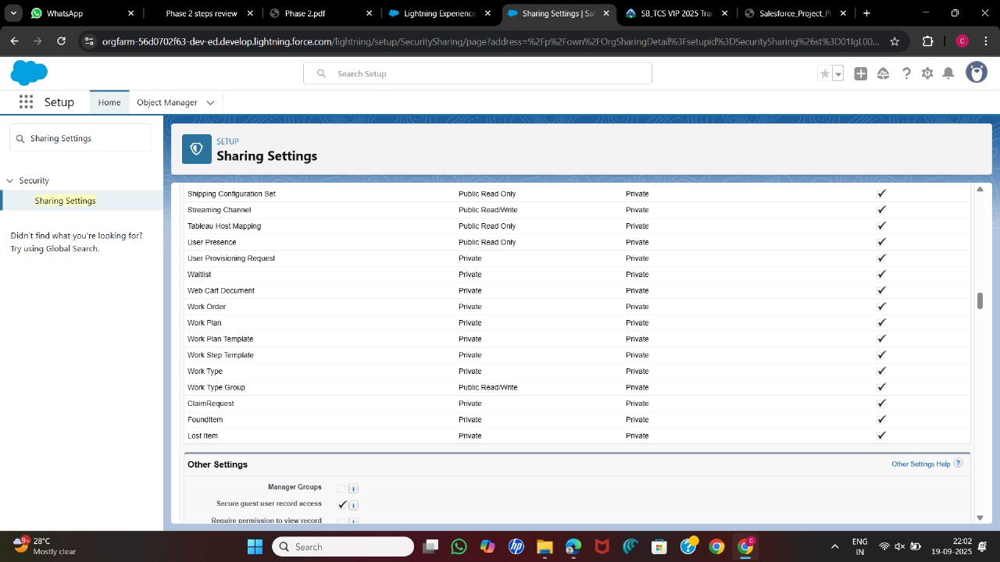 WhatsApp
Phase 2 steps review
Phase 2.pdf
Lightning Experience
Sharing Settings | Sal
SB_TCS VIP 2025 Trai
Salesforce_Project_P
orgfarm-56d0702f63-dev-ed.develop.lightning.force.com/lightning/setup/SecuritySharing/page?address=%2Fp%2Fown%2FOrgSharingDetail%3Fsetupid%3DSecuritySharing%26st%3D01IgL00...
C
Search Setup
Setup
Home
Object Manager
Sharing Settings
Security
Sharing Settings
Didn't find what you're looking for?
Try using Global Search.
SETUP
Sharing Settings
Shipping Configuration Set Public Read Only Private
Streaming Channel Public Read/Write Private
Tableau Host Mapping Public Read Only Private
User Presence Public Read Only Private
User Provisioning Request Private Private
Waitlist Private Private
Web Cart Document Private Private
Work Order Private Private
Work Plan Private Private
Work Plan Template Private Private
Work Step Template Private Private
Work Type Private Private
Work Type Group Public Read/Write Private
ClaimRequest Private Private
FoundItem Private Private
Lost Item Private Private
Other Settings
Other Settings Help ?
Manager Groups
Secure guest user record access
Require permission to view record
9+
28°C
Mostly clear
Search
ENG
IN
22:02
19-09-2025